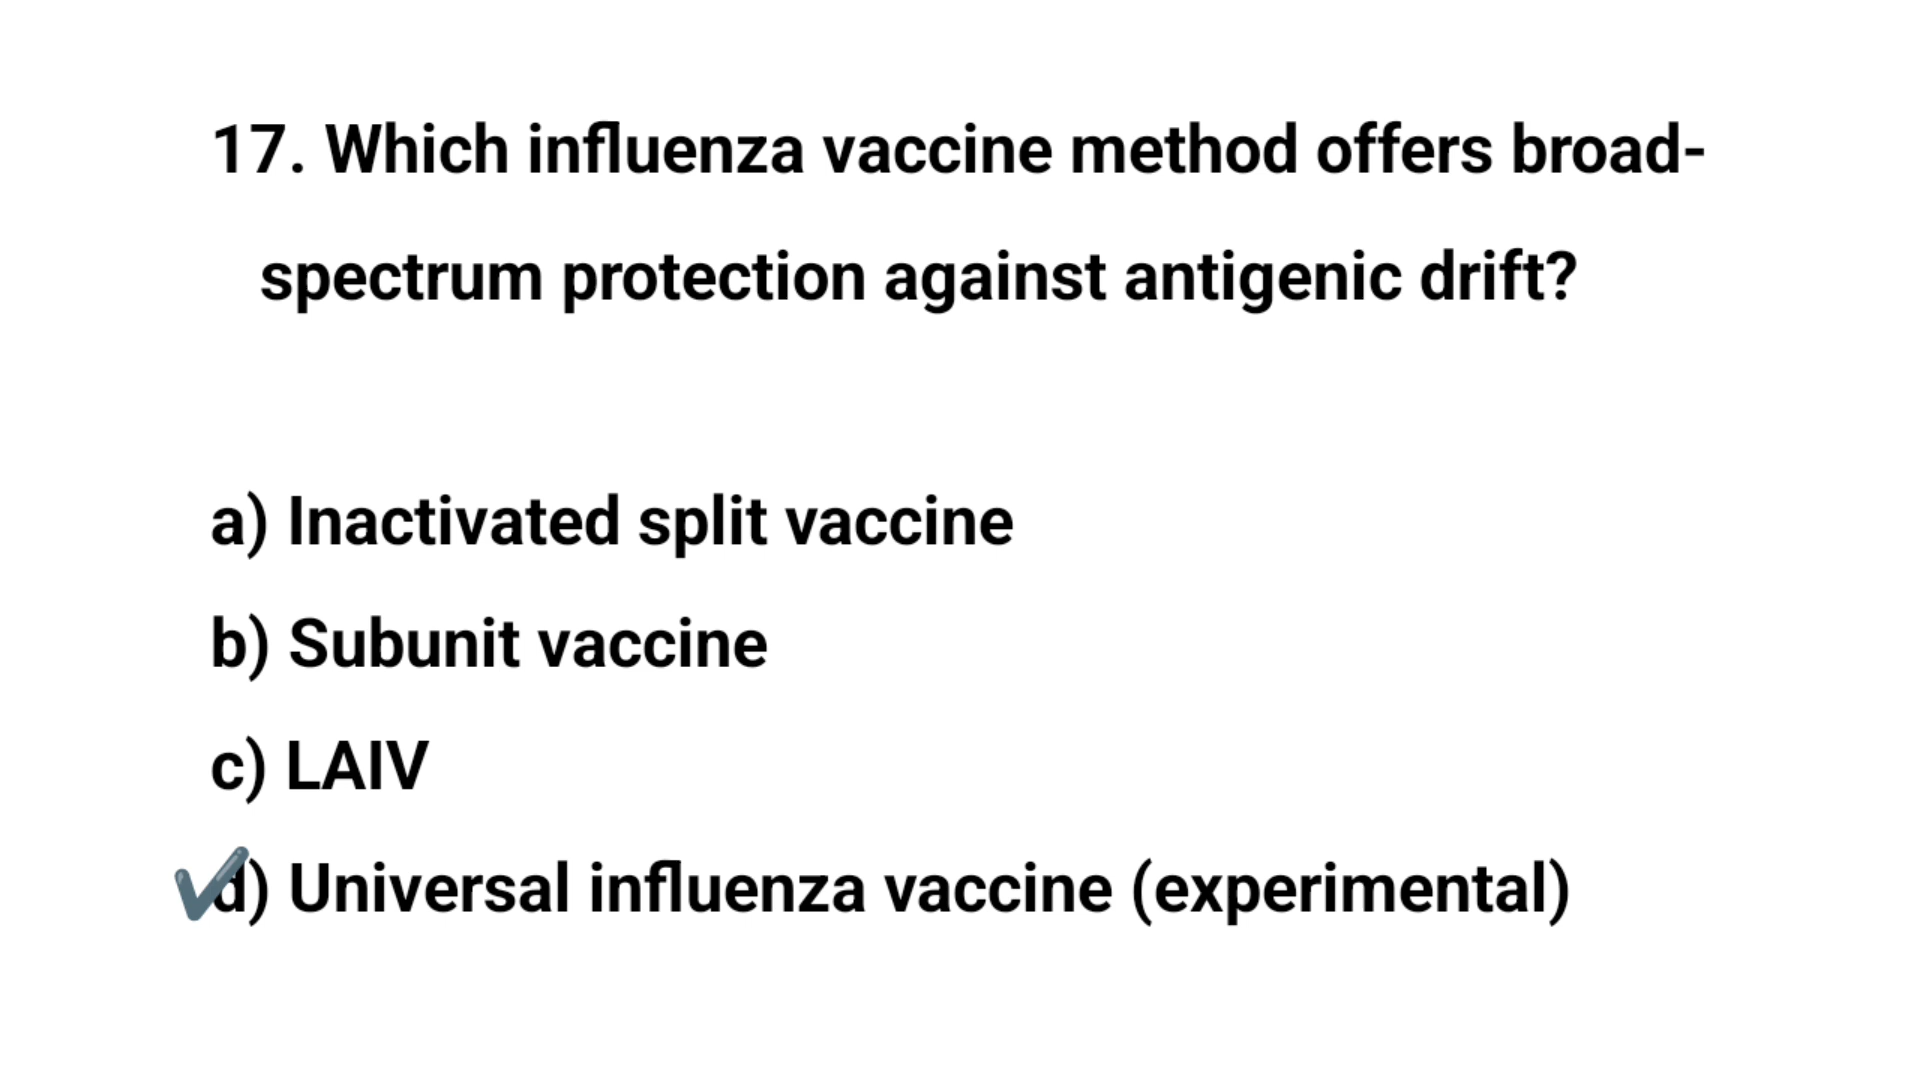 17. Which influenza vaccine method offers broad-
spectrum protection against antigenic drift?
a) Inactivated split vaccine
b) Subunit vaccine
c) LAIV
✔d) Universal influenza vaccine (experimental)